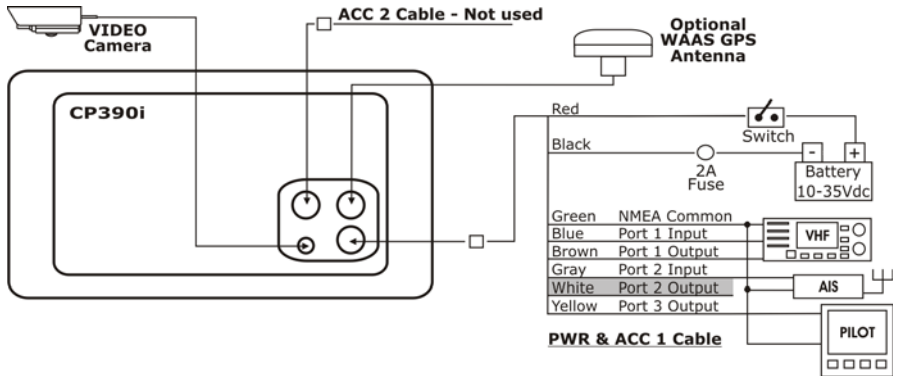 ACC 2 Cable - Not used
VIDEO
Camera
Optional
WAAS GPS
Antenna
CP390i
Red
Switch
Black
2A
Fuse
- +
Battery
10-35Vdc
Green NMEA Common
Blue Port 1 Input
Brown Port 1 Output
Gray Port 2 Input
White Port 2 Output
Yellow Port 3 Output
VHF
AIS
PILOT
PWR & ACC 1 Cable